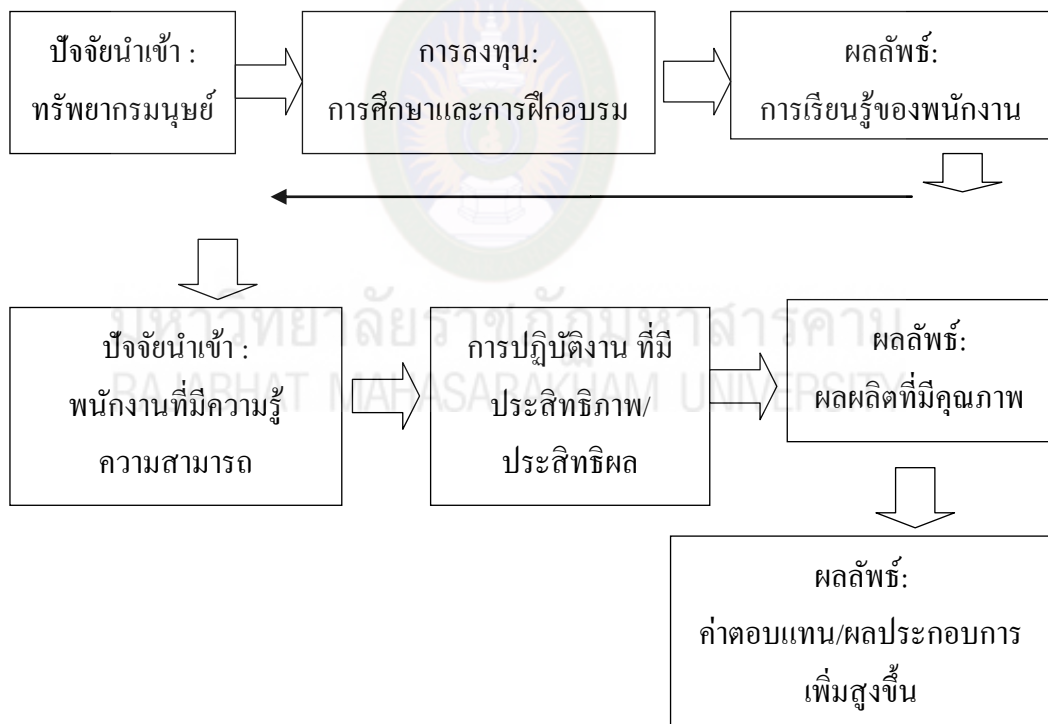 ปัจจัยนำเข้า :
ทรัพยากรมนุษย์
การลงทุน:
การศึกษาและการฝึกอบรม
ผลลัพธ์:
การเรียนรู้ของพนักงาน
มหาวิทยาลัยราชภัฏมหาสารคาม
RAJABHAT MAHASARAKHAM UNIVERSITY
ปัจจัยนำเข้า :
พนักงานที่มีความรู้
ความสามารถ
การปฏิบัติงาน ที่มี
ประสิทธิภาพ/
ประสิทธิผล
ผลลัพธ์:
ผลผลิตที่มีคุณภาพ
ผลลัพธ์:
ค่าตอบแทน/ผลประกอบการ
เพิ่มสูงขึ้น